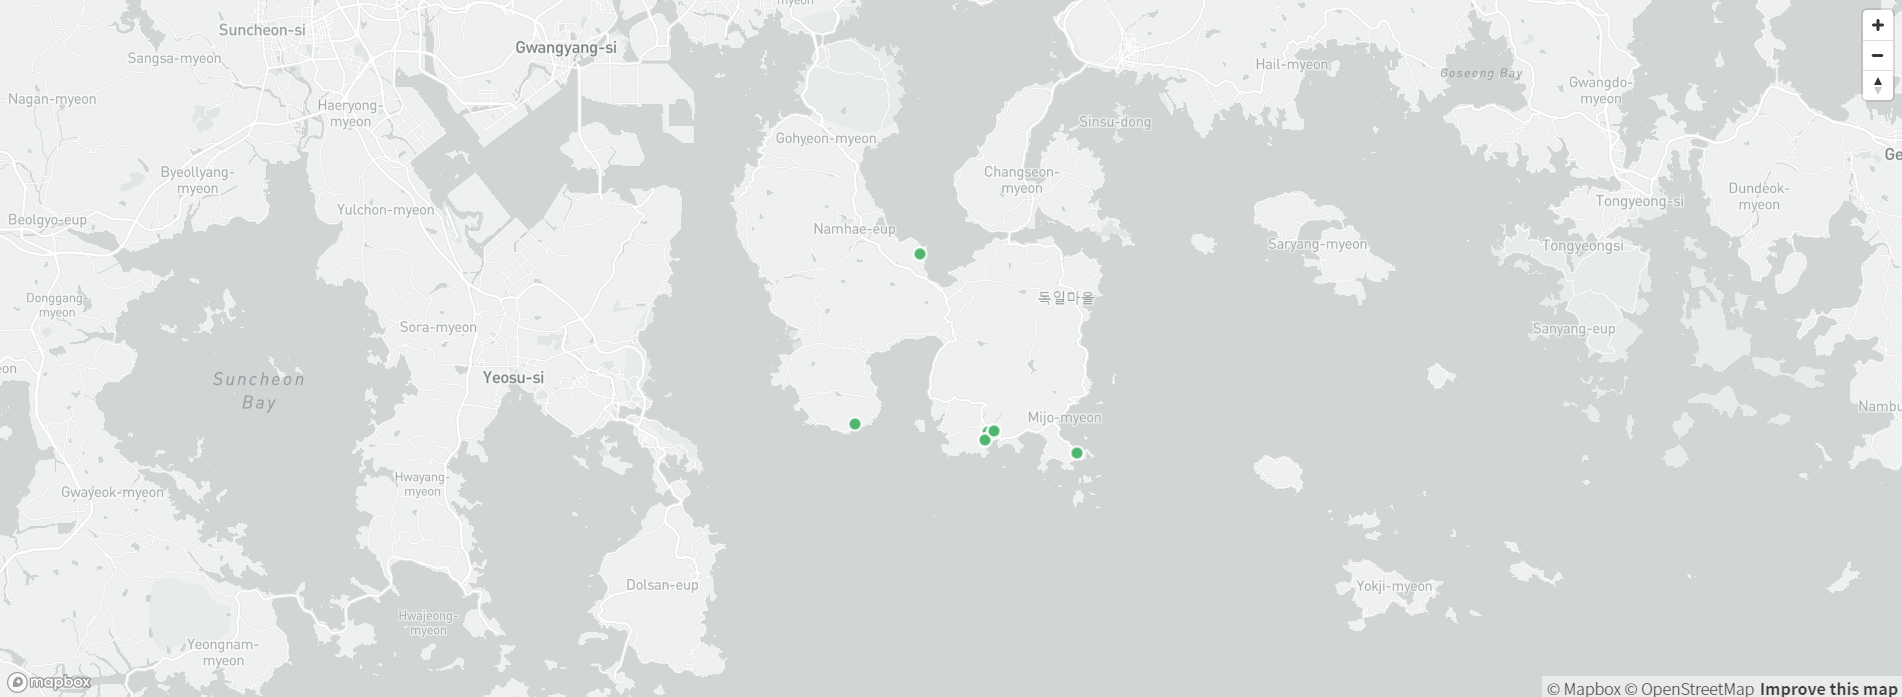 myeon
Suncheon-si
Gwangyang-si
Sangsa-myeon
Hail-myeon
Goseong Bay
Gwangdo-
myeon
Nagan-myeon
Haeryong-
myeon
Sinsu-dong
Gohyeon-myeon
Ge
Byeollyang-
myeon
Changseon-
myeon
Dundeok-
myeon
Yulchon-myeon
Tongyeong-si
Beolgyo-eup
Namhae-eup
Saryang-myeon
Tongyeongsi
Donggang-
myeon
독일마을
Sora-myeon
Sanyang-eup
eon
Suncheon
Bay
Yeosu-si
Nambu
Mijo-myeon
Hwayang-
myeon
Gwayeok-myeon
Dolsan-eup
Yokji-myeon
Hwajeong-
myeon
Yeongnam-
myeon
mapbox
© Mapbox © OpenStreetMap Improve this map